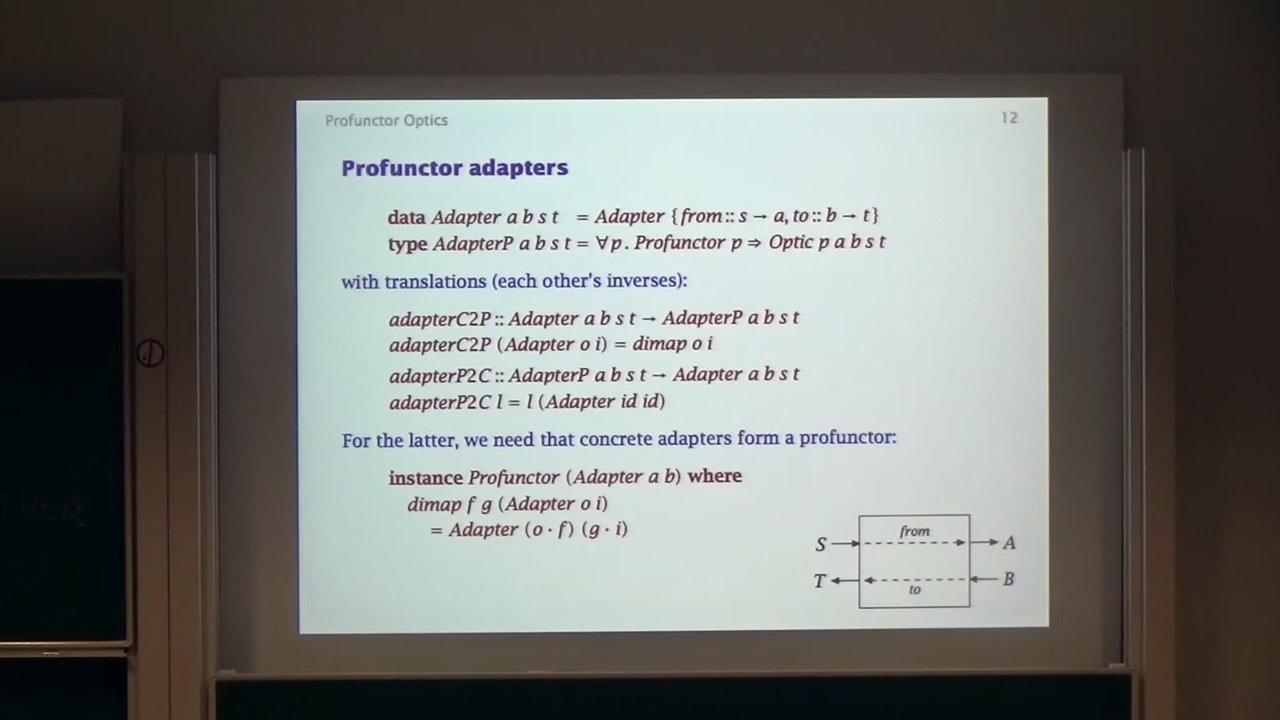 Profunctor Optics 12
Profunctor adapters
data Adapter a b s t = Adapter {from :: s → a, to :: b → t}
type AdapterP a b s t = ∀p . Profunctor p ⇒ Optic p a b s t
with translations (each other's inverses):
adapterC2P :: Adapter a b s t → AdapterP a b s t
adapterC2P (Adapter o i) = dimap o i
adapterP2C :: AdapterP a b s t → Adapter a b s t
adapterP2C l = l (Adapter id id)
For the latter, we need that concrete adapters form a profunctor:
instance Profunctor (Adapter a b) where
dimap f g (Adapter o i)
= Adapter (o · f) (g · i)
from
S A
T B
to